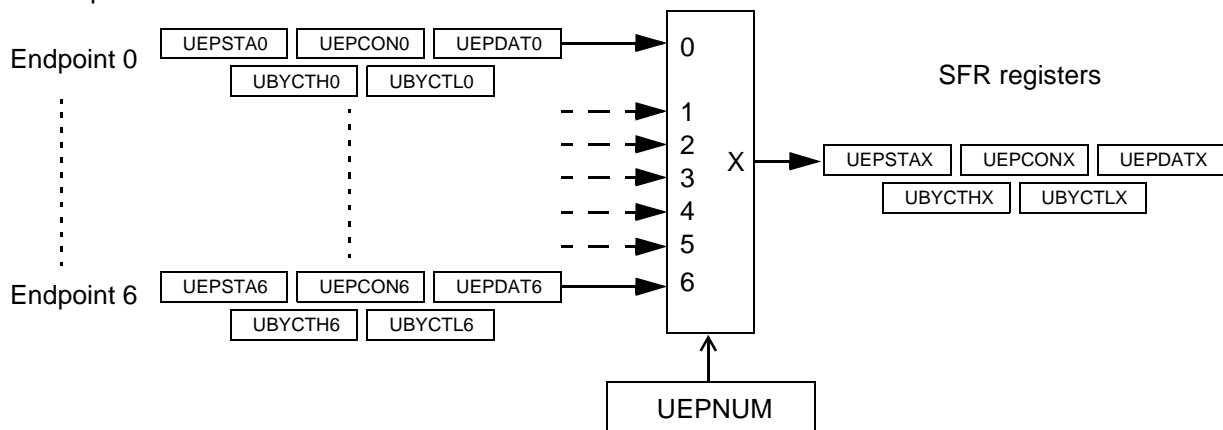 Endpoint 0
UEPSTA0 UEPCON0 UEPDAT0
UBYCTH0 UBYCTL0
0
1
2
3
4
5
6
X
SFR registers
UEPSTAX UEPCONX UEPDATX
UBYCTHX UBYCTLX
Endpoint 6
UEPSTA6 UEPCON6 UEPDAT6
UBYCTH6 UBYCTL6
UEPNUM